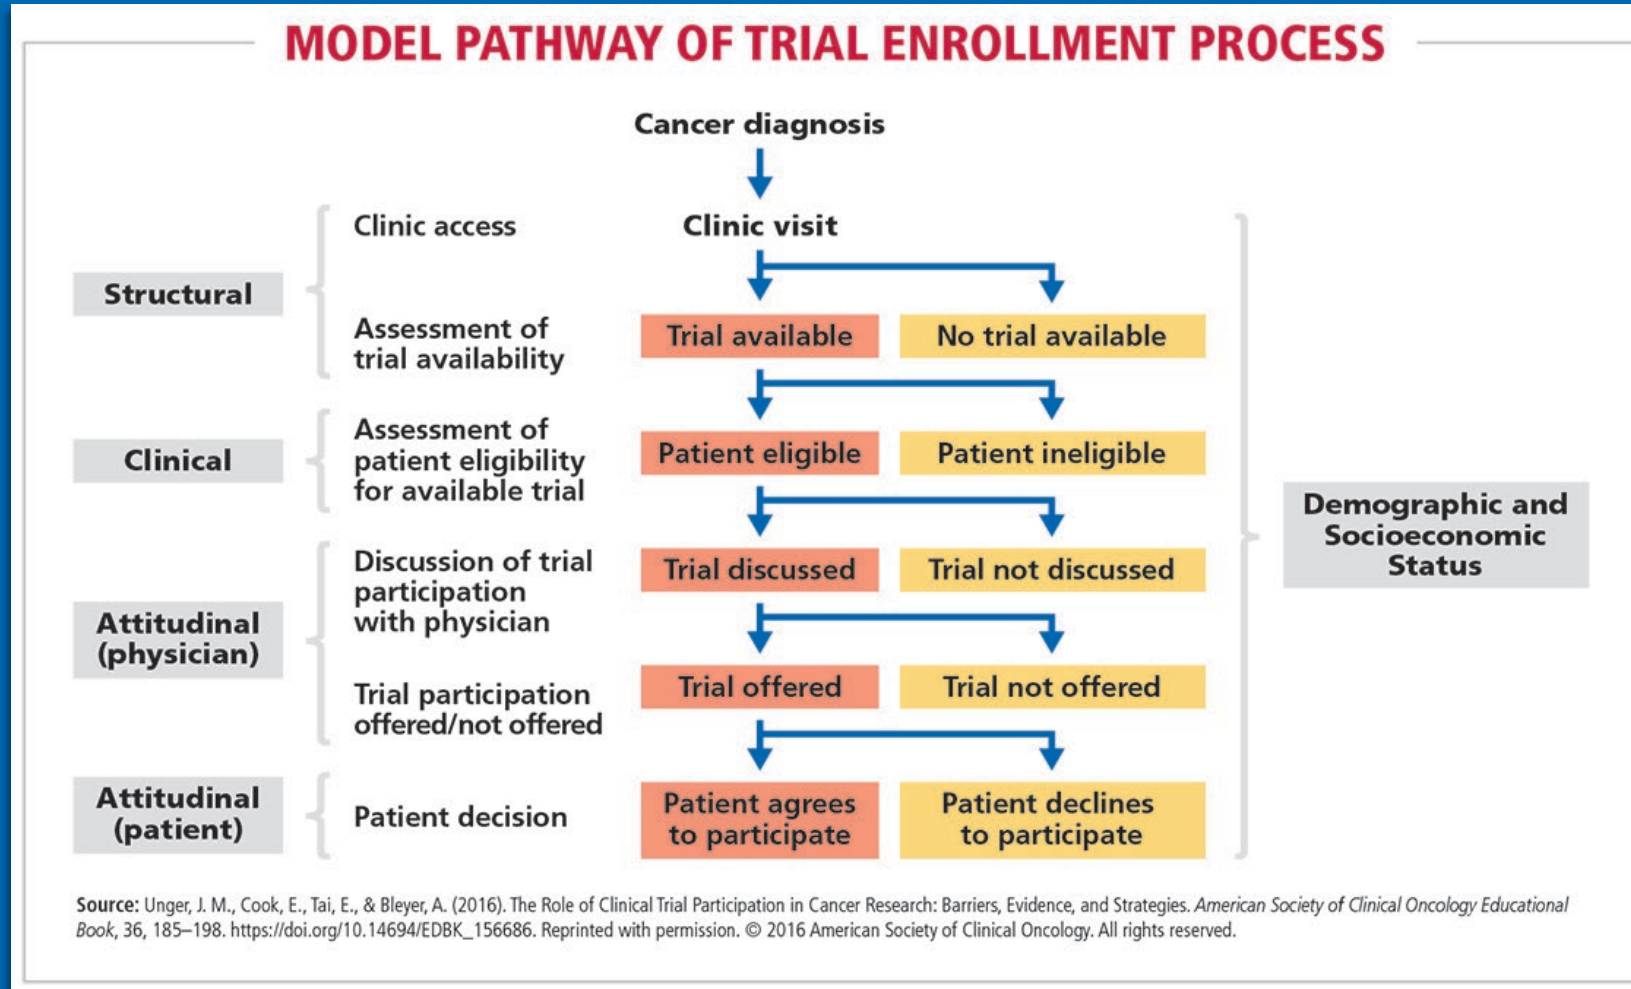 MODEL PATHWAY OF TRIAL ENROLLMENT PROCESS
Cancer diagnosis
Clinic access
Clinic visit
Structural
Assessment of
trial availability
Trial available
No trial available
Clinical
Assessment of
patient eligibility
for available trial
Patient eligible
Patient ineligible
Attitudinal
(physician)
Discussion of trial
participation
with physician
Trial discussed
Trial not discussed
Trial participation
offered/not offered
Trial offered
Trial not offered
Attitudinal
(patient)
Patient decision
Patient agrees
to participate
Patient declines
to participate
Demographic and
Socioeconomic
Status
Source: Unger, J. M., Cook, E., Tai, E., & Bleyer, A. (2016). The Role of Clinical Trial Participation in Cancer Research: Barriers, Evidence, and Strategies. American Society of Clinical Oncology Educational
Book, 36, 185–198. https://doi.org/10.14694/EDBK_156686. Reprinted with permission. © 2016 American Society of Clinical Oncology. All rights reserved.